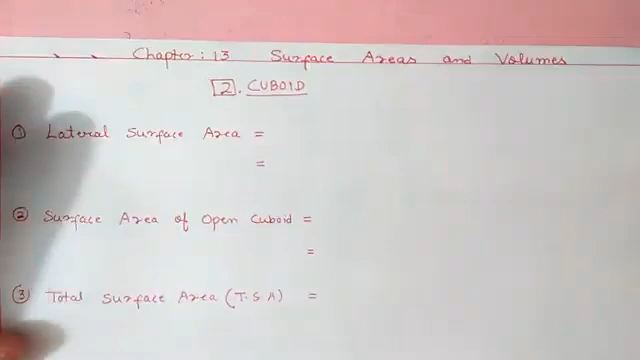 Chapter : 13 Surface Areas and Volumes
2. CUBOID
① Lateral Surface Area =
=
② Surface Area of Open Cuboid =
=
③ Total Surface Area (T.S.A) =